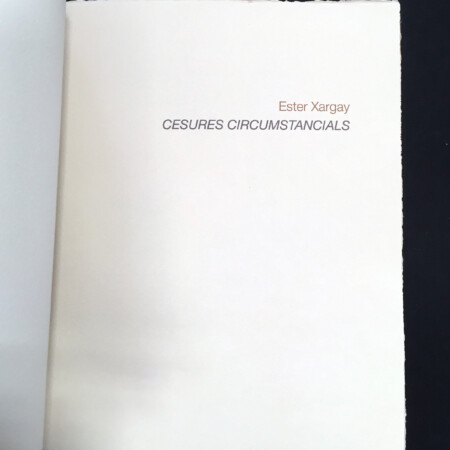 Ester Xargay
CESURES CIRCUMSTANCIALS